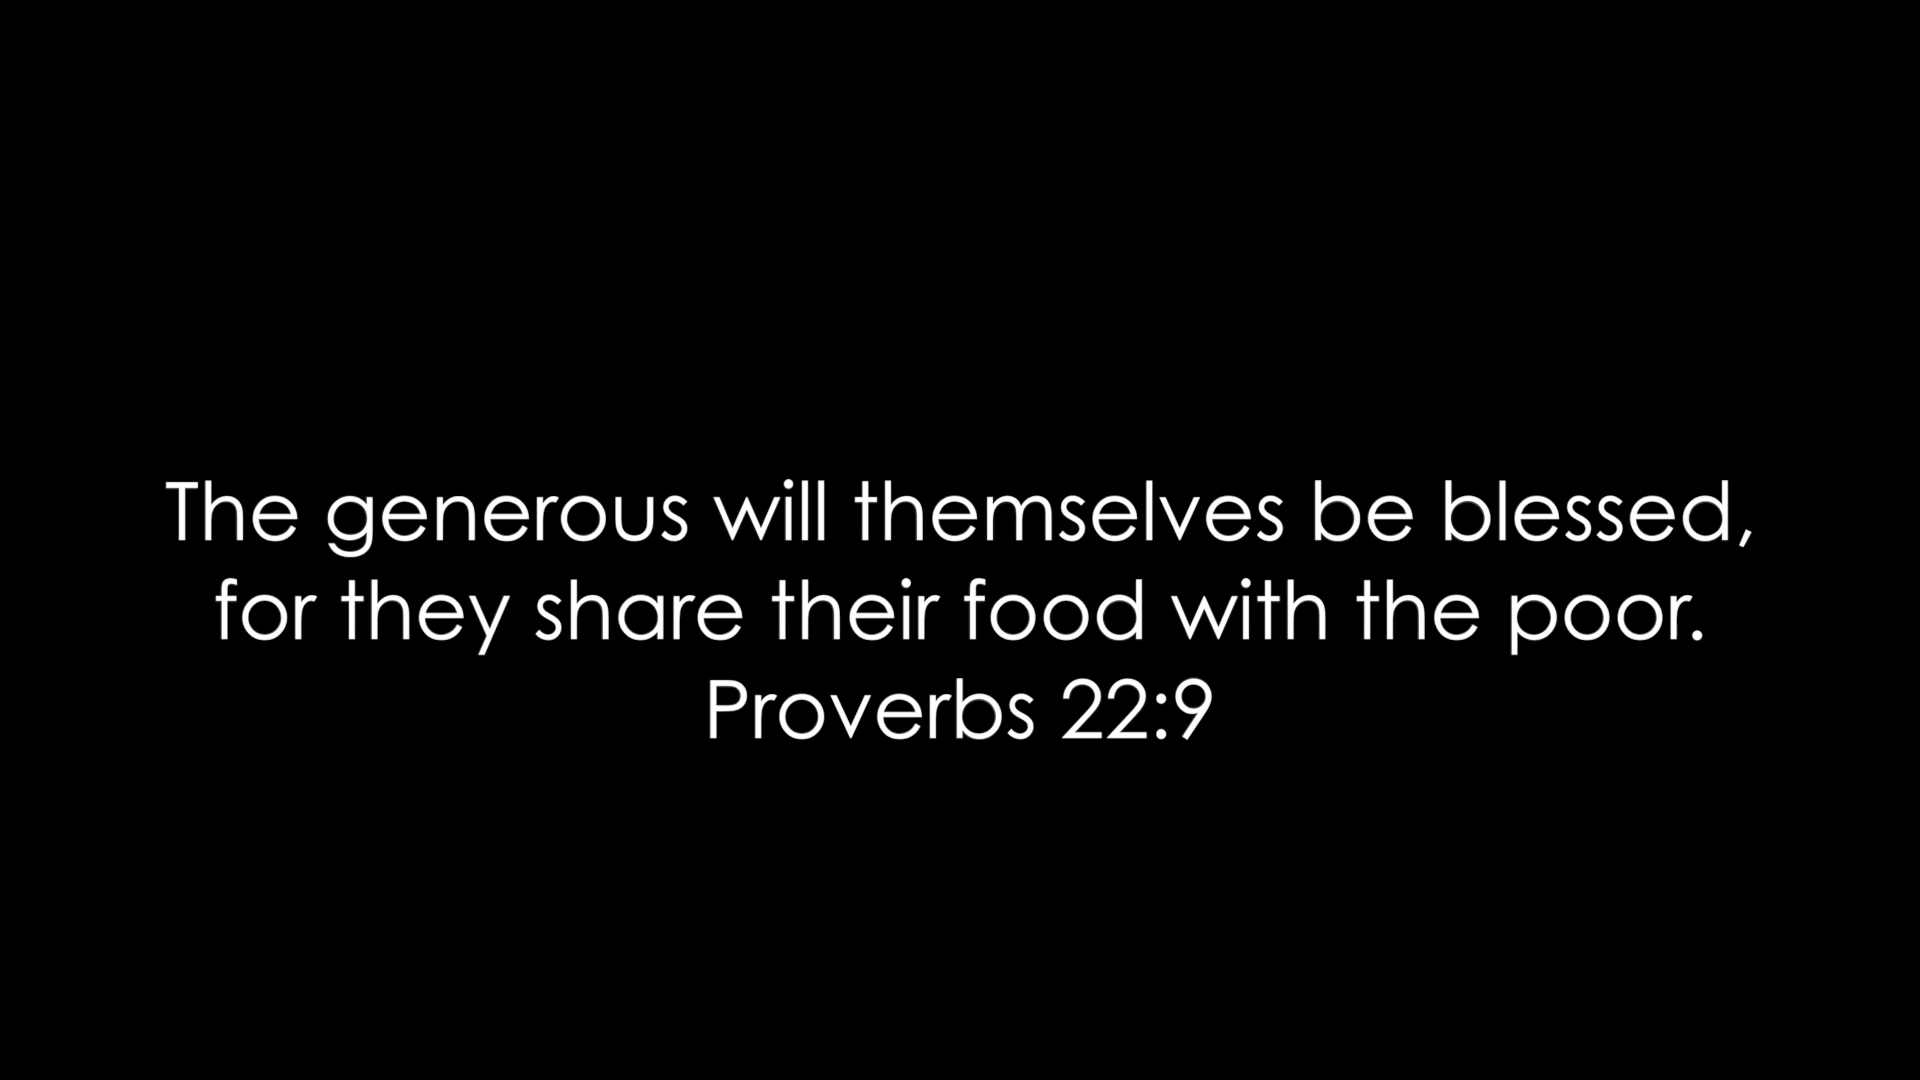 The generous will themselves be blessed,
for they share their food with the poor.
Proverbs 22:9